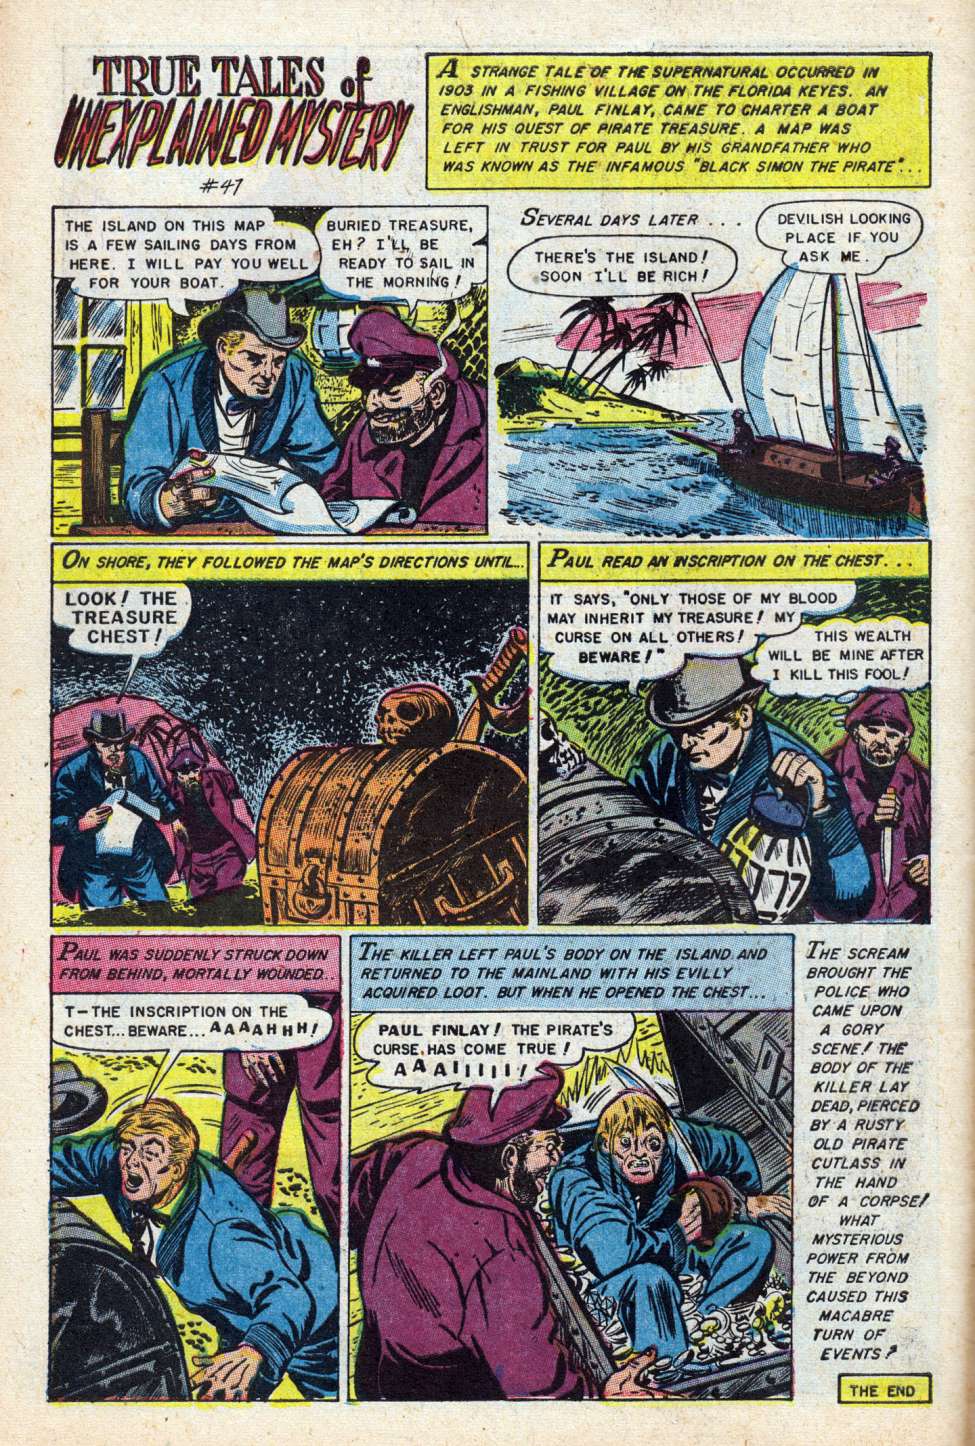 TRUE TALES of
UNEXPLAINED MYSTERY
#47
A STRANGE TALE OF THE SUPERNATURAL OCCURRED IN
1903 IN A FISHING VILLAGE ON THE FLORIDA KEYES. AN
ENGLISHMAN, PAUL FINLAY, CAME TO CHARTER A BOAT
FOR HIS QUEST OF PIRATE TREASURE. A MAP WAS
LEFT IN TRUST FOR PAUL BY HIS GRANDFATHER WHO
WAS KNOWN AS THE INFAMOUS "BLACK SIMON THE PIRATE"...
THE ISLAND ON THIS MAP
IS A FEW SAILING DAYS FROM
HERE. I WILL PAY YOU WELL
FOR YOUR BOAT.
BURIED TREASURE,
EH? I'LL BE
READY TO SAIL IN
THE MORNING!
SEVERAL DAYS LATER . . .
THERE'S THE ISLAND!
SOON I'LL BE RICH!
DEVILISH LOOKING
PLACE IF YOU
ASK ME.
ON SHORE, THEY FOLLOWED THE MAP'S DIRECTIONS UNTIL...
LOOK! THE
TREASURE
CHEST!
PAUL READ AN INSCRIPTION ON THE CHEST. . .
IT SAYS, "ONLY THOSE OF MY BLOOD
MAY INHERIT MY TREASURE! MY
CURSE ON ALL OTHERS!
BEWARE!"
THIS WEALTH
WILL BE MINE AFTER
I KILL THIS FOOL!
PAUL WAS SUDDENLY STRUCK DOWN
FROM BEHIND, MORTALLY WOUNDED...
T-THE INSCRIPTION ON THE
CHEST...BEWARE...AAAAHHH!
THE KILLER LEFT PAUL'S BODY ON THE ISLAND AND
RETURNED TO THE MAINLAND WITH HIS EVILLY
ACQUIRED LOOT. BUT WHEN HE OPENED THE CHEST...
PAUL FINLAY! THE PIRATE'S
CURSE HAS COME TRUE!
AAAIIIII!
THE SCREAM
BROUGHT THE
POLICE WHO
CAME UPON
A GORY
SCENE! THE
BODY OF THE
KILLER LAY
DEAD, PIERCED
BY A RUSTY
OLD PIRATE
CUTLASS IN
THE HAND
OF A CORPSE!
WHAT
MYSTERIOUS
POWER FROM
THE BEYOND
CAUSED THIS
MACABRE
TURN OF
EVENTS?
THE END